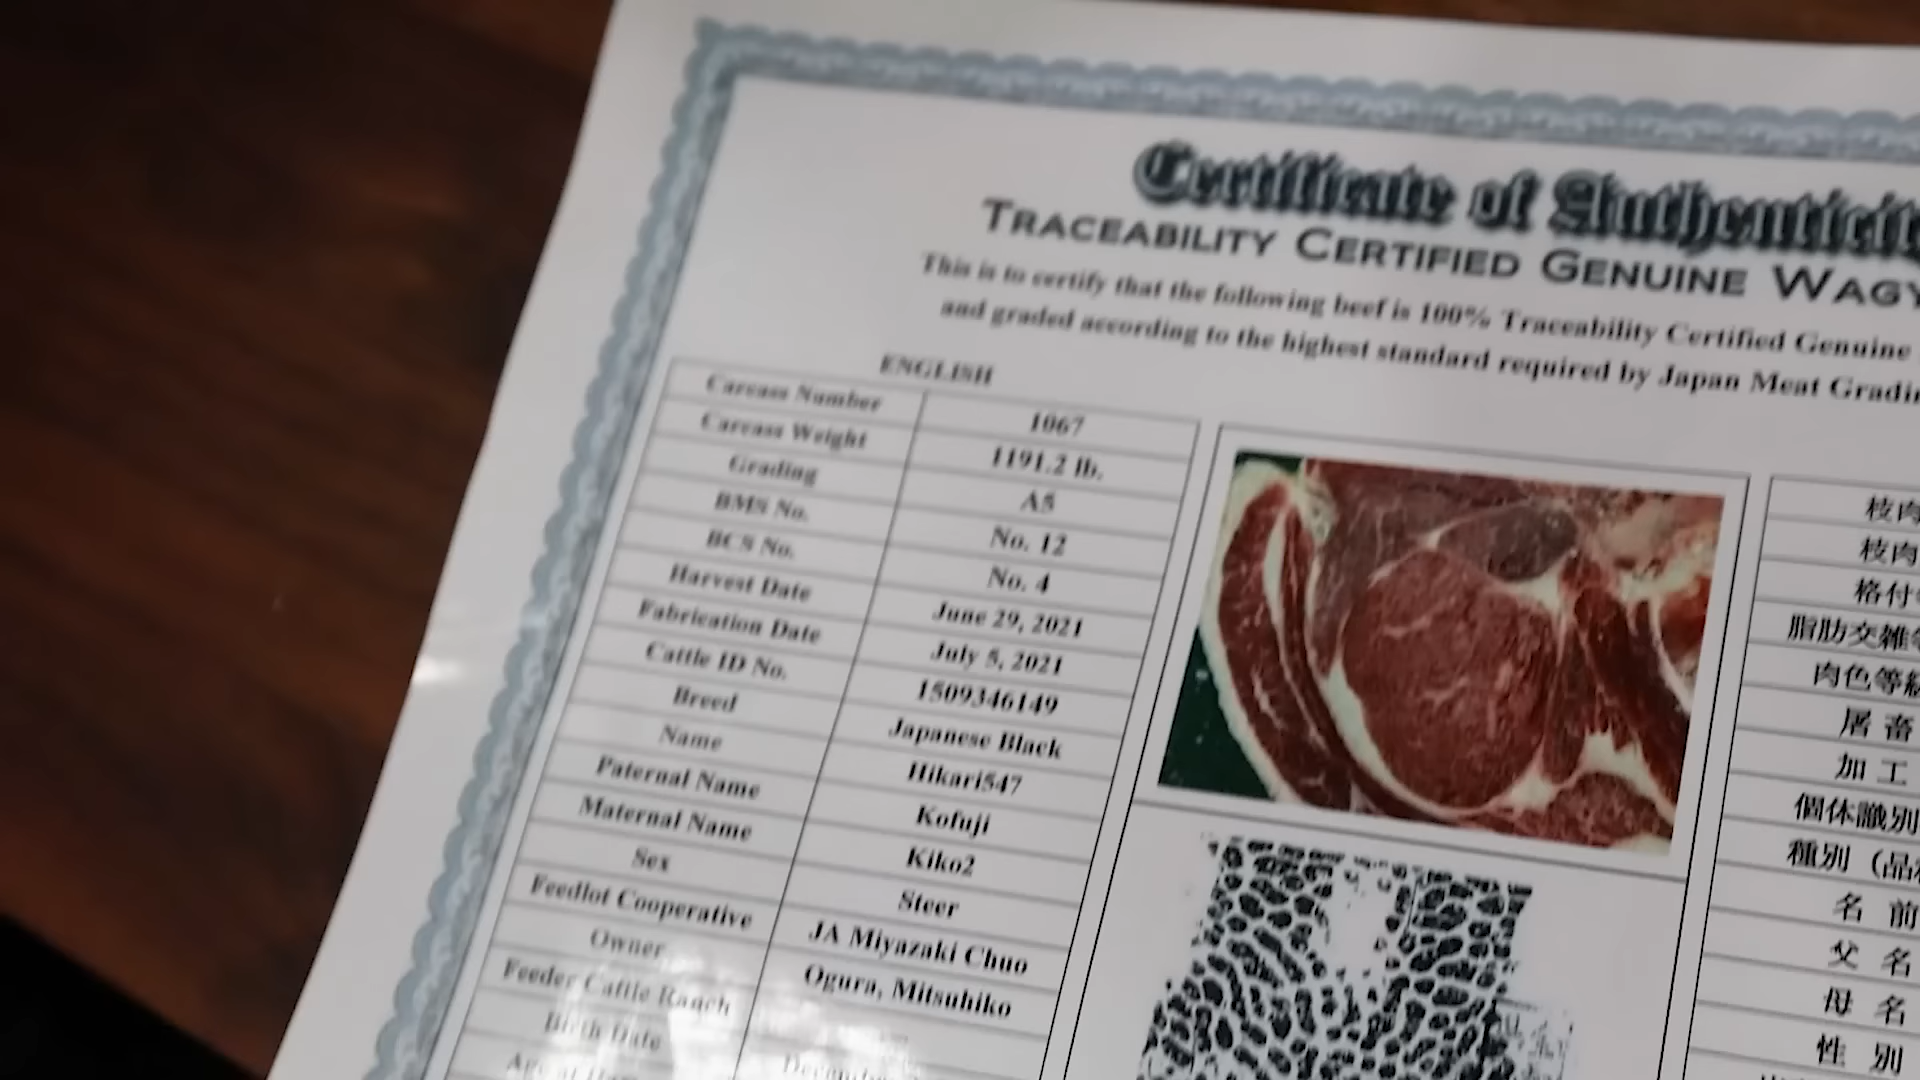 Certificate of Authenticity
TRACEABILITY CERTIFIED GENUINE WAGY
This is to certify that the following beef is 100% Traceability Certified Genuine
and graded according to the highest standard required by Japan Meat Gradin
ENGLISH
Carcass Number 1067
Carcass Weight 1191.2 lb.
Grading A5
BMS No. No. 12
BCS No. No. 4
Harvest Date June 29, 2021
Fabrication Date July 5, 2021
Cattle ID No. 1509346149
Breed Japanese Black
Name Hikari547
Paternal Name Kofuji
Maternal Name Kiko2
Sex Steer
Feedlot Cooperative JA Miyazaki Chuo
Owner Ogura, Mitsuhiko
Feeder Cattle Ranch
Birth Date
Age at
枝肉
枝肉
格付
脂肪交雑
肉色等級
屠 畜
加 工
個体識別
種別 (品種
名 前
父 名
母 名
性 別